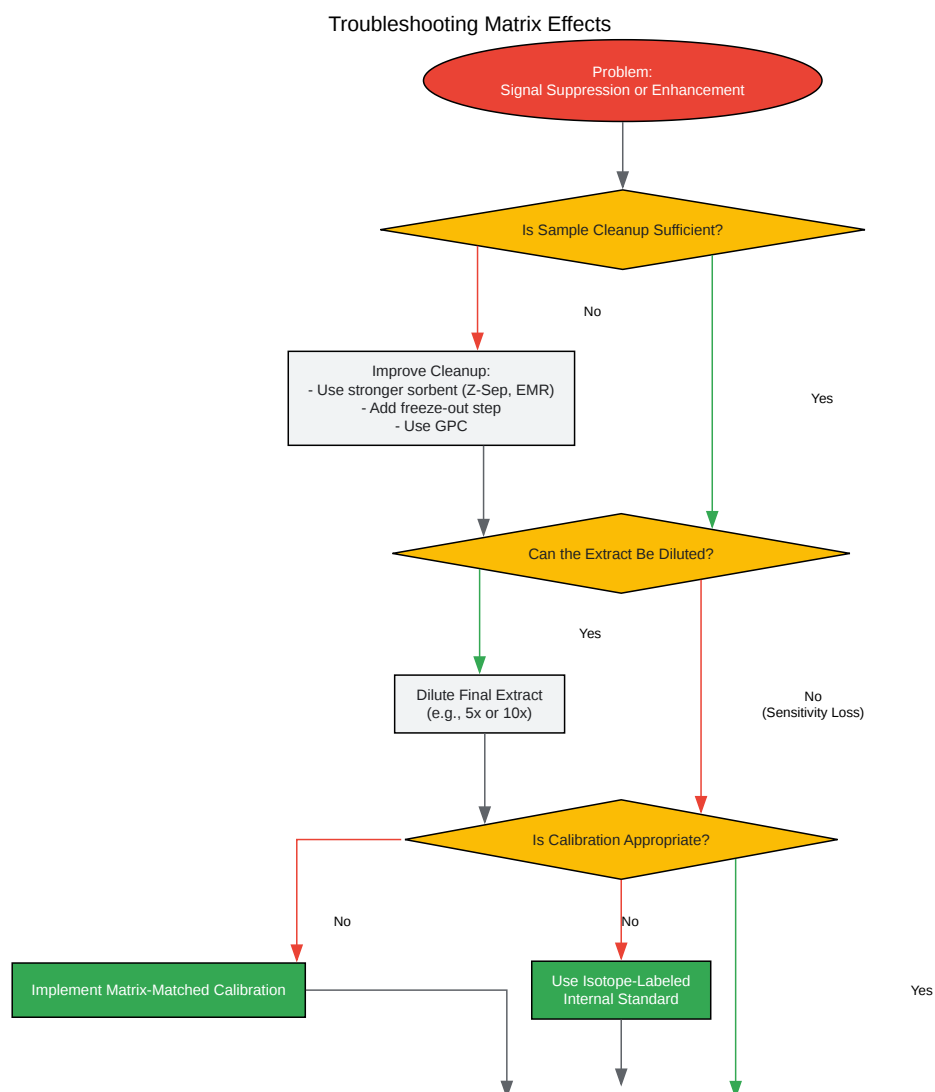 Troubleshooting Matrix Effects
Problem:
Signal Suppression or Enhancement
Is Sample Cleanup Sufficient?
No
Improve Cleanup:
- Use stronger sorbent (Z-Sep, EMR)
- Add freeze-out step
- Use GPC
Yes
Can the Extract Be Diluted?
Yes
Dilute Final Extract
(e.g., 5x or 10x)
No
(Sensitivity Loss)
Is Calibration Appropriate?
No
No
Implement Matrix-Matched Calibration
Use Isotope-Labeled
Internal Standard
Yes